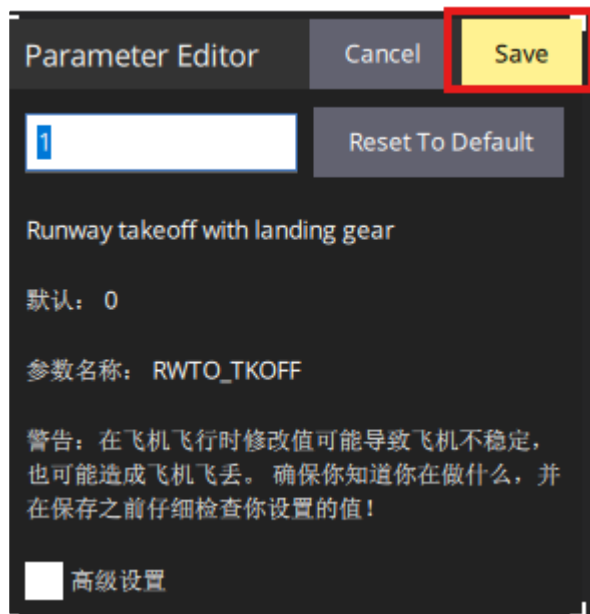 Parameter Editor Cancel Save
1 Reset To Default
Runway takeoff with landing gear
默认： 0
参数名称： RWTO_TKOFF
警告：在飞机飞行时修改值可能导致飞机不稳定，
也可能造成飞机飞丢。 确保你知道你在做什么，并
在保存之前仔细检查你设置的值！
高级设置